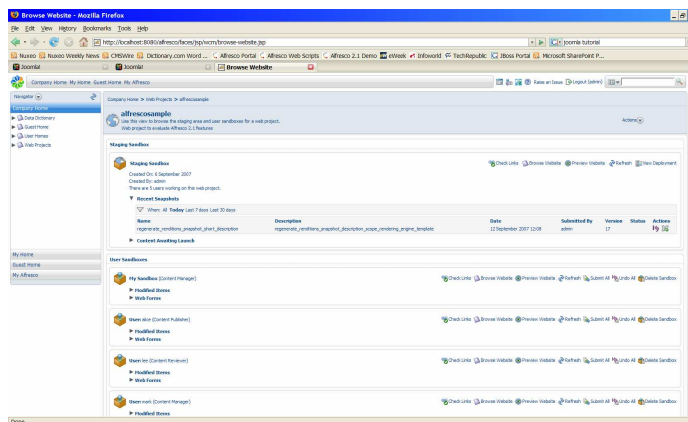 Browse Website - Mozilla Firefox
File Edit View History Bookmarks Tools Help
http://localhost:8080/alfresco/faces/jsp/wcm/browse-website.jsp
joomla tutorial
Nuxeo Nuxeo Weekly News CMSWire Dictionary.com Word ... Alfresco Portal Alfresco Web Scripts Alfresco 2.1 Demo eWeek Infoworld TechRepublic JBoss Portal Microsoft SharePoint P...
Joomla! Joomla! Browse Website
Company Home My Home Guest Home My Alfresco
Raise an Issue Logout (admin)
Navigator
Company Home
Data Dictionary
Guest Home
User Homes
Web Projects
My Home
Guest Home
My Alfresco
Company Home > Web Projects > alfrescosample
alfrescosample
Use this view to browse the staging area and user sandboxes for a web project.
Web project to evaluate Alfresco 2.1 features
Actions
Staging Sandbox
Staging Sandbox
Check Links Browse Website Preview Website Refresh View Deployment
Created On: 6 September 2007
Created By: admin
There are 5 users working on this web project.
Recent Snapshots
When: All Today Last 7 days Last 30 days
Name Description Date Submitted By Version Status Actions
regenerate_renditions_snapshot_short_description regenerate_renditions_snapshot_description_scope_rendering_engine_template 12 September 2007 12:08 admin 17
Content Awaiting Launch
User Sandboxes
My Sandbox (Content Manager)
Check Links Browse Website Preview Website Refresh Submit All Undo All Delete Sandbox
Modified Items
Web Forms
User: alice (Content Publisher)
Check Links Browse Website Preview Website Refresh Submit All Undo All Delete Sandbox
Modified Items
Web Forms
User: lee (Content Reviewer)
Check Links Browse Website Preview Website Refresh Submit All Undo All Delete Sandbox
Modified Items
Web Forms
User: mark (Content Manager)
Check Links Browse Website Preview Website Refresh Submit All Undo All Delete Sandbox
Modified Items
Done